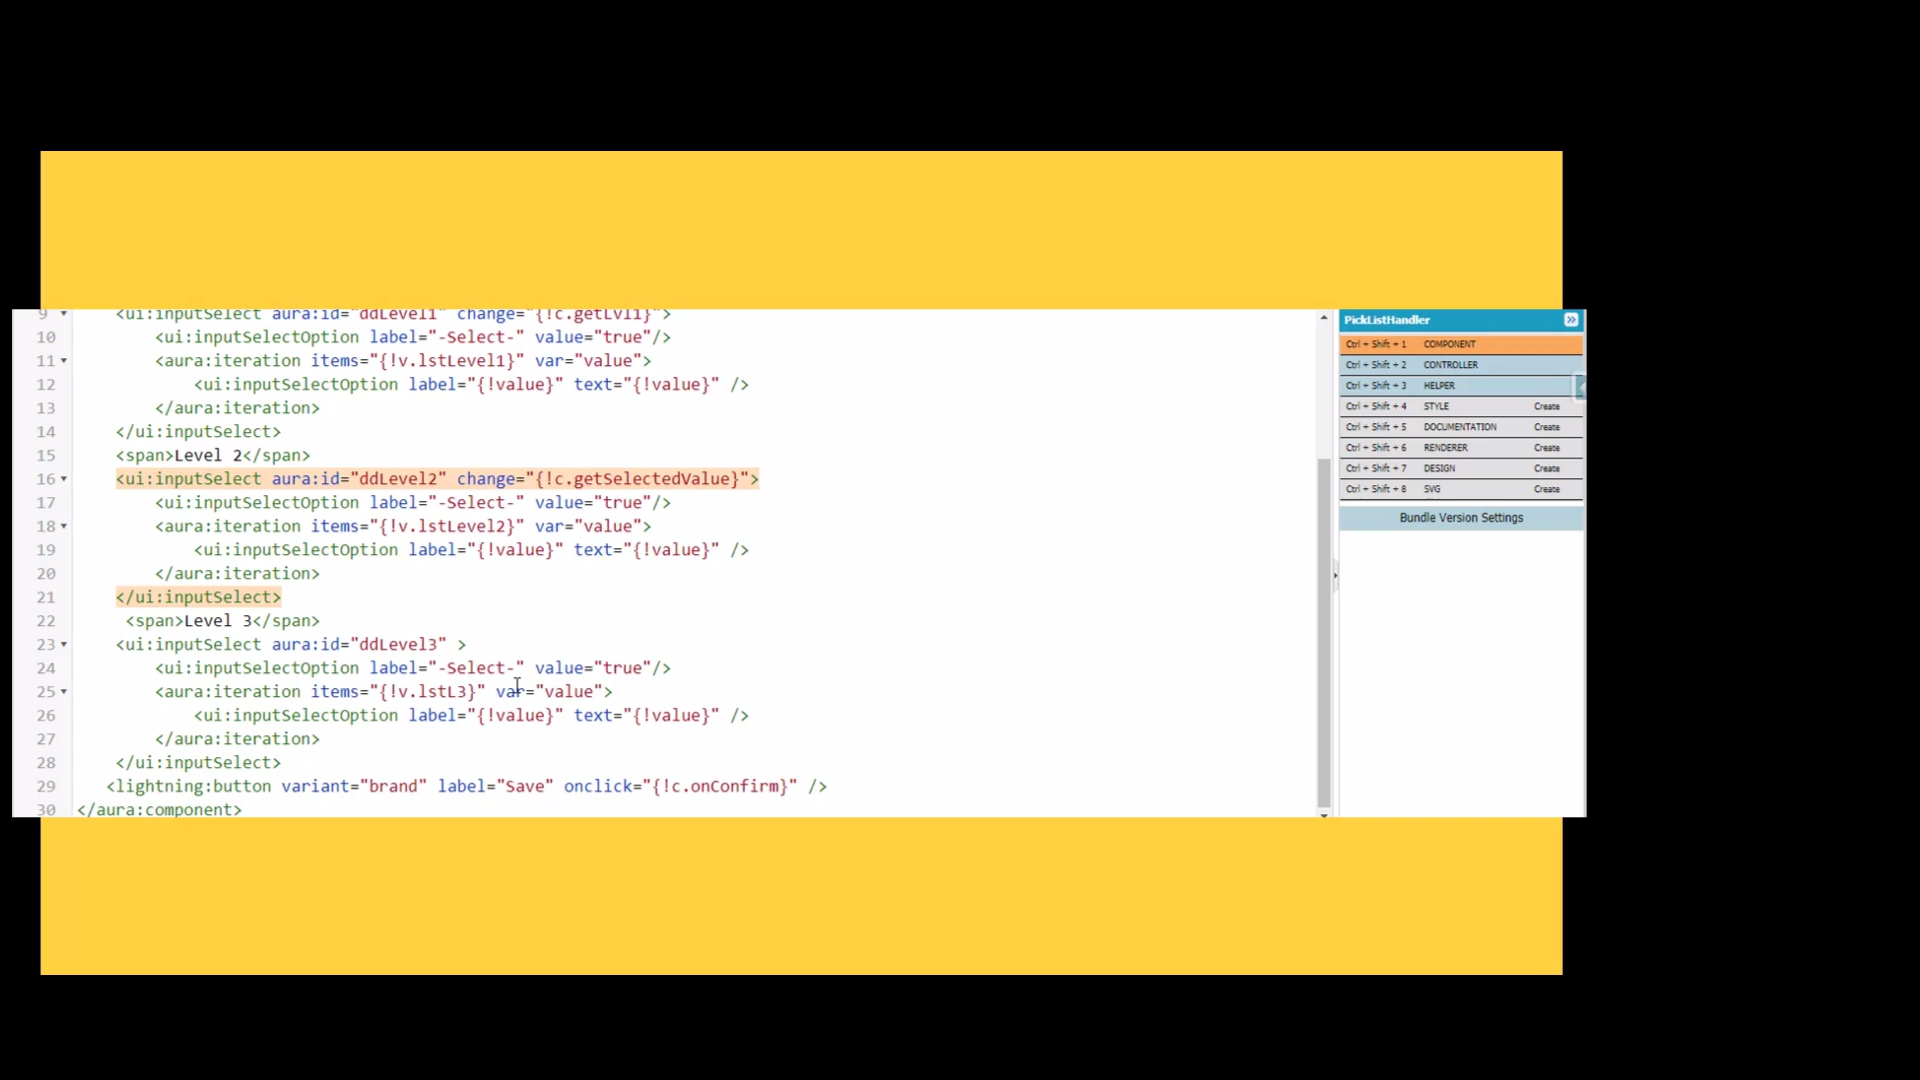 9 <ui:inputSelect aura:id="ddLevel1" change="{!c.getLvl1}">
10 <ui:inputSelectOption label="-Select-" value="true"/>
11 <aura:iteration items="{!v.lstLevel1}" var="value">
12 <ui:inputSelectOption label="{!value}" text="{!value}" />
13 </aura:iteration>
14 </ui:inputSelect>
15 <span>Level 2</span>
16 <ui:inputSelect aura:id="ddLevel2" change="{!c.getSelectedValue}">
17 <ui:inputSelectOption label="-Select-" value="true"/>
18 <aura:iteration items="{!v.lstLevel2}" var="value">
19 <ui:inputSelectOption label="{!value}" text="{!value}" />
20 </aura:iteration>
21 </ui:inputSelect>
22 <span>Level 3</span>
23 <ui:inputSelect aura:id="ddLevel3" >
24 <ui:inputSelectOption label="-Select-" value="true"/>
25 <aura:iteration items="{!v.lstL3}" var="value">
26 <ui:inputSelectOption label="{!value}" text="{!value}" />
27 </aura:iteration>
28 </ui:inputSelect>
29 <lightning:button variant="brand" label="Save" onclick="{!c.onConfirm}" />
30 </aura:component>
PickListHandler
Ctrl + Shift + 1 COMPONENT
Ctrl + Shift + 2 CONTROLLER
Ctrl + Shift + 3 HELPER
Ctrl + Shift + 4 STYLE Create
Ctrl + Shift + 5 DOCUMENTATION Create
Ctrl + Shift + 6 RENDERER Create
Ctrl + Shift + 7 DESIGN Create
Ctrl + Shift + 8 SVG Create
Bundle Version Settings